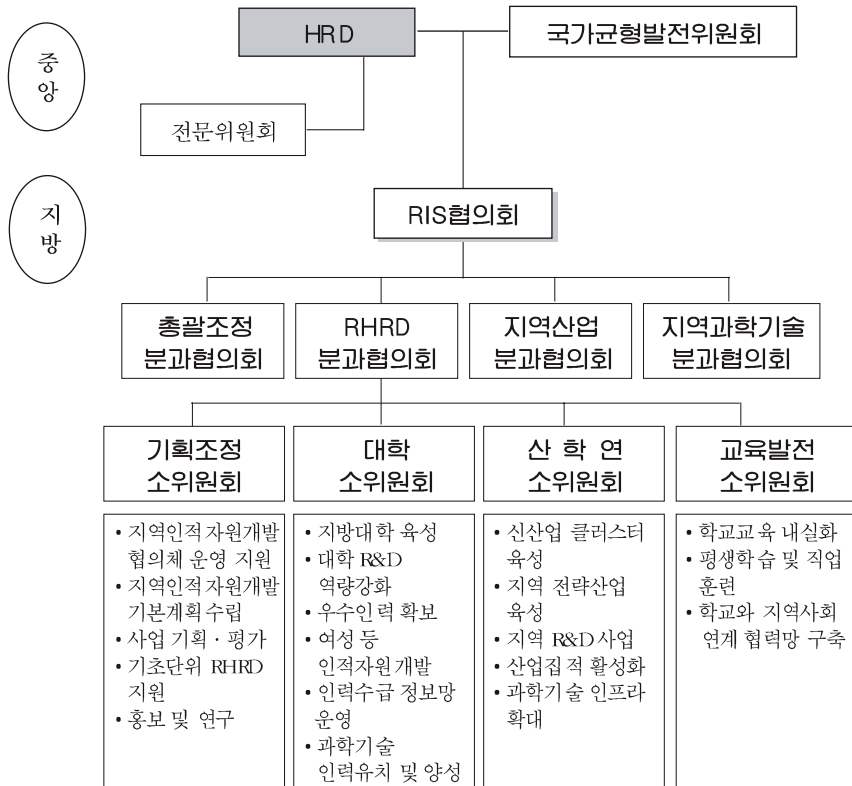 HRD
국가균형발전위원회
중
앙
전문위원회
지
방
RIS협의회
총괄조정
분과협의회
RHRD
분과협의회
지역산업
분과협의회
지역과학기술
분과협의회
기획조정
소위원회
대학
소위원회
산 학 연
소위원회
교육발전
소위원회
• 지역인적자원개발
협의체 운영 지원
• 지역인적자원개발
기본계획수립
• 사업 기획 · 평가
• 기초단위 RHRD
지원
• 홍보 및 연구
• 지방대학 육성
• 대학 R&D
역량강화
• 우수인력 확보
• 여성 등
인적자원개발
• 인력수급 정보망
운영
• 과학기술
인력유치 및 양성
• 신산업 클러스터
육성
• 지역 전략산업
육성
• 지역 R&D 사업
• 산업집적 활성화
• 과학기술 인프라
확대
• 학교교육 내실화
• 평생학습 및 직업
훈련
• 학교와 지역사회
연계 협력망 구축